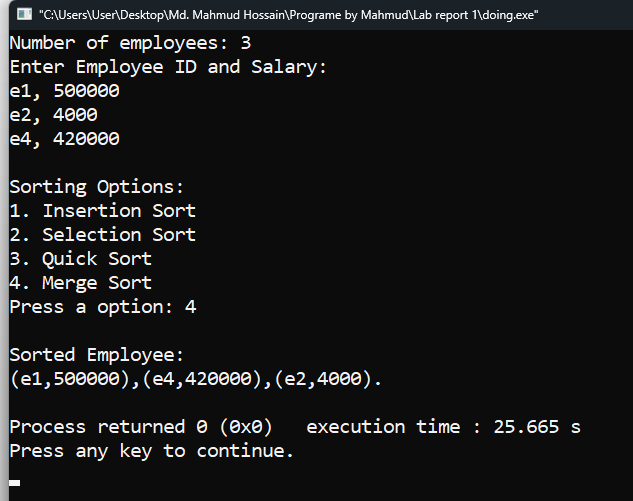 "C:\Users\User\Desktop\Md. Mahmud Hossain\Programe by Mahmud\Lab report 1\doing.exe"
Number of employees: 3
Enter Employee ID and Salary:
e1, 500000
e2, 4000
e4, 420000
Sorting Options:
1. Insertion Sort
2. Selection Sort
3. Quick Sort
4. Merge Sort
Press a option: 4
Sorted Employee:
(e1,500000),(e4,420000),(e2,4000).
Process returned 0 (0x0)   execution time : 25.665 s
Press any key to continue.